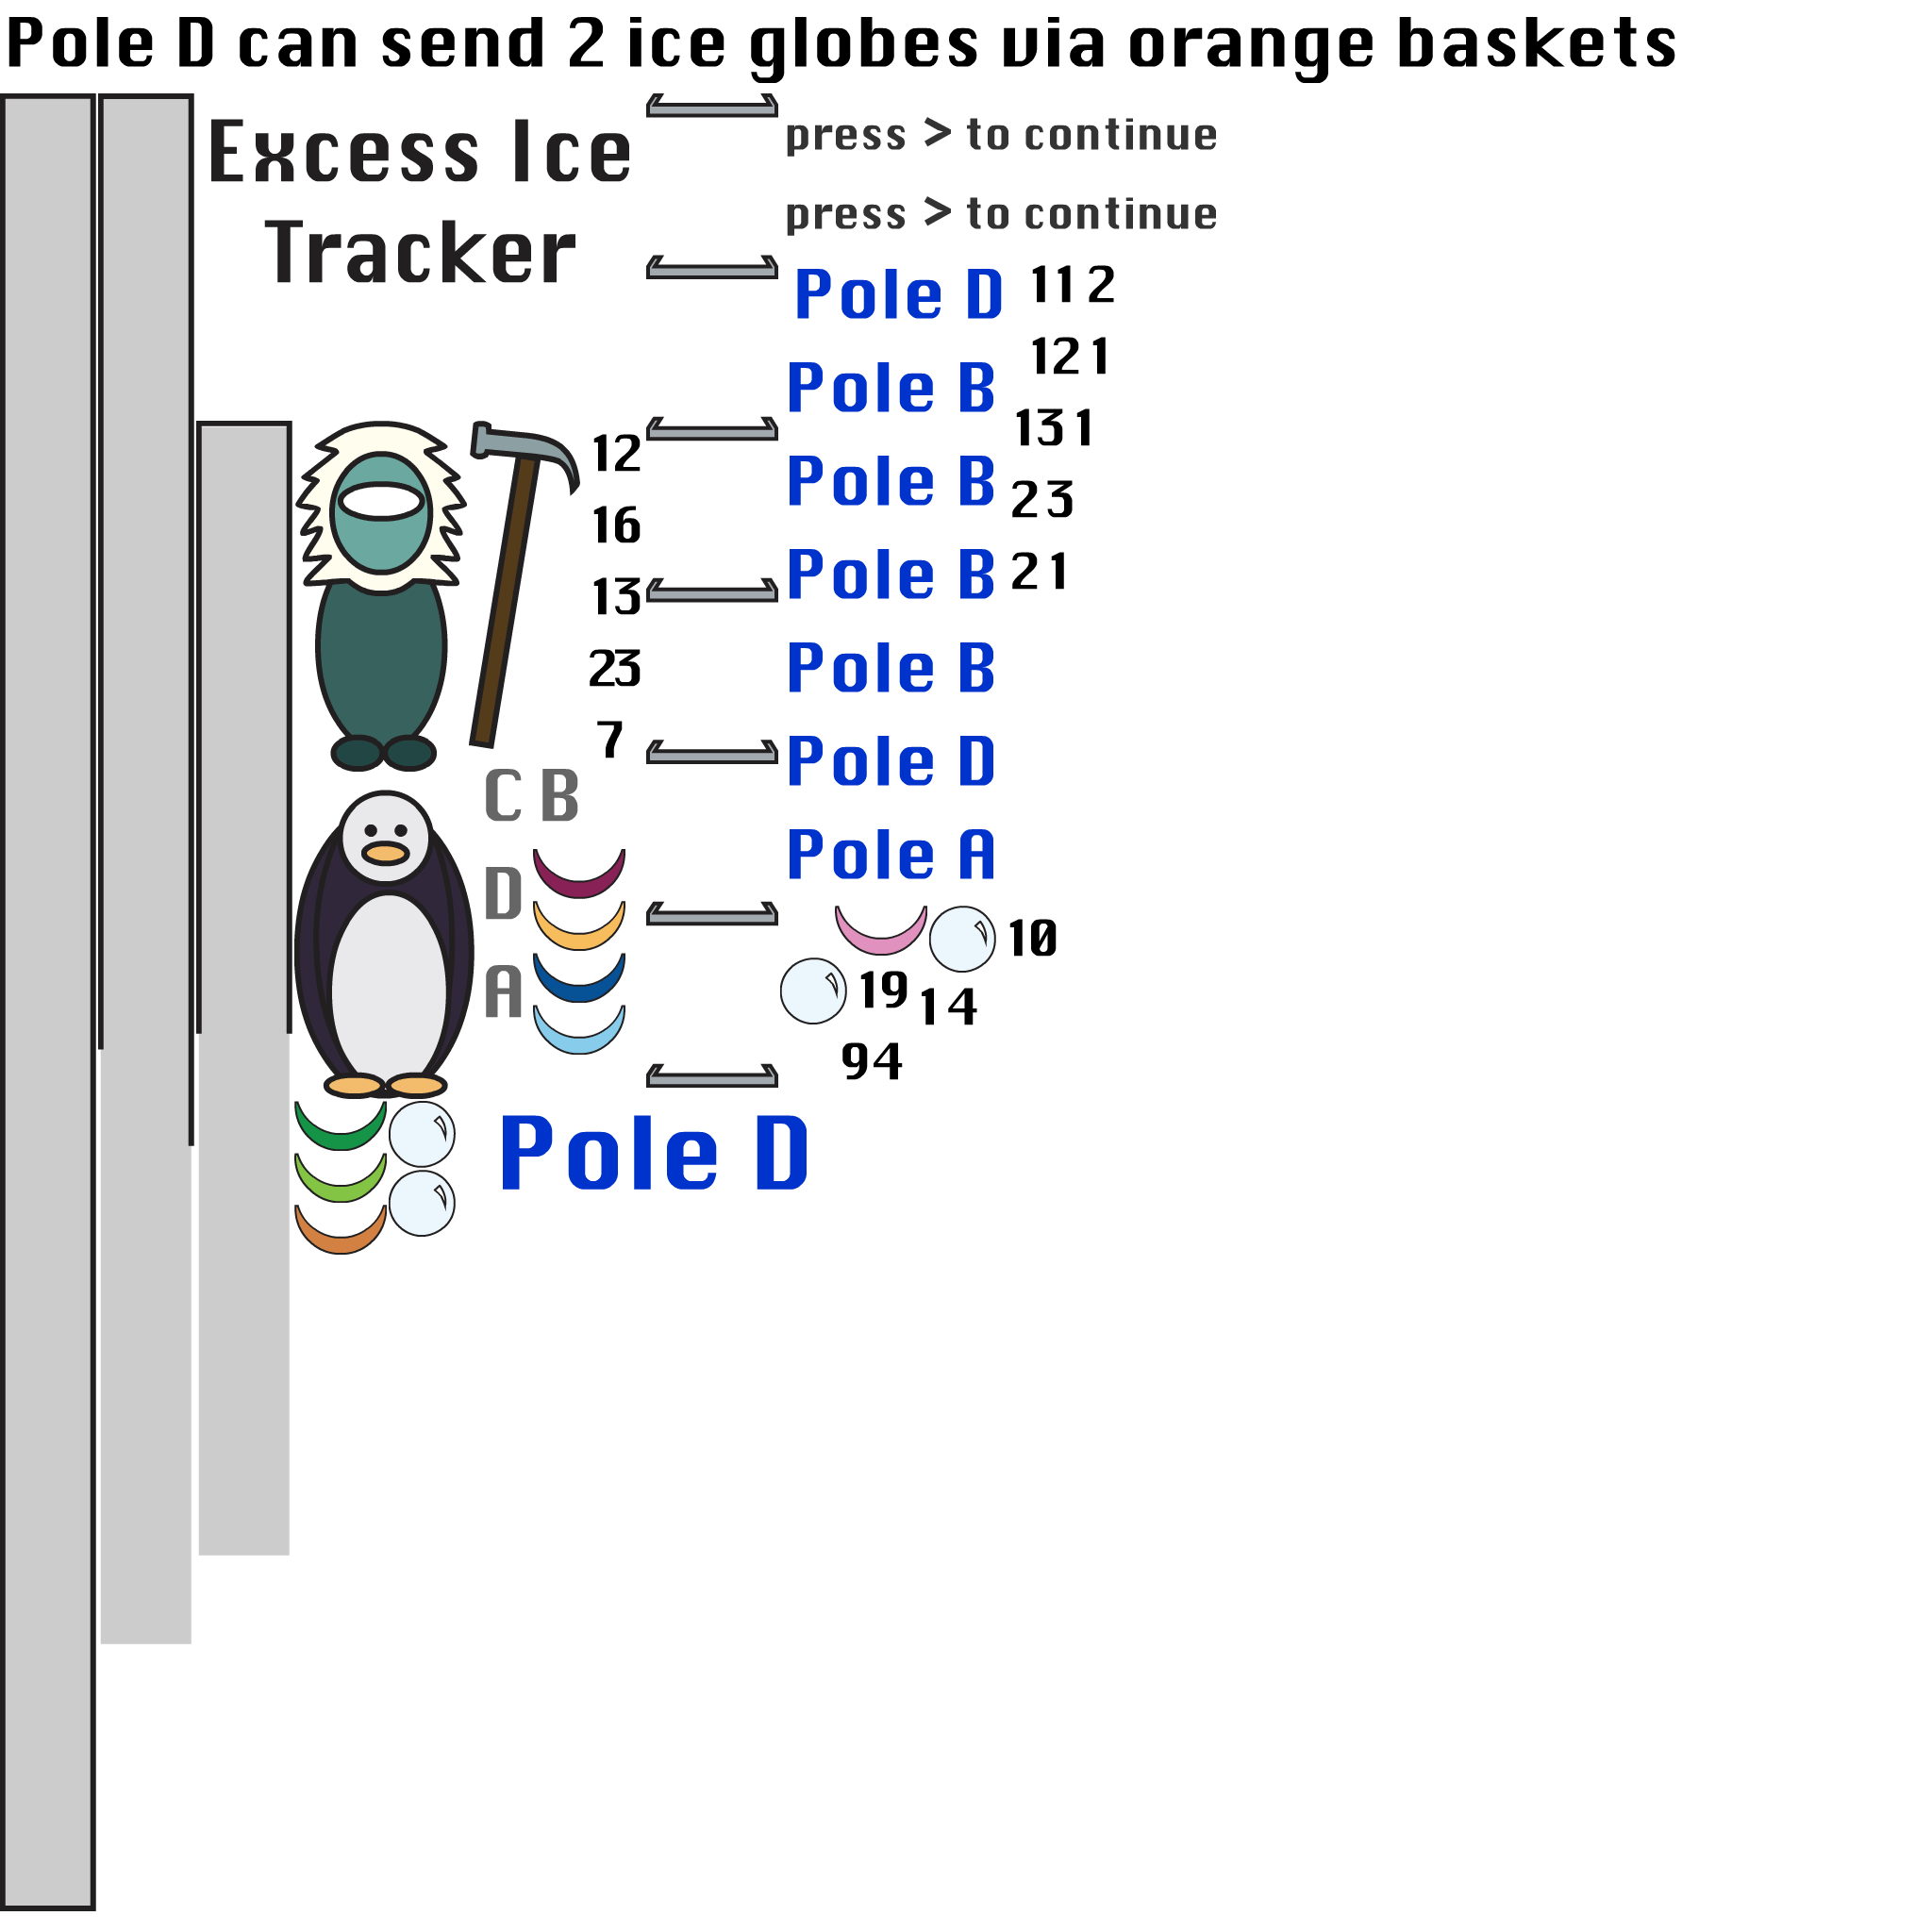 Pole D can send 2 ice globes via orange baskets
Excess Ice
Tracker
press > to continue
press > to continue
Pole D
112
121
Pole B
131
12
Pole B
23
16
Pole B
21
13
Pole B
23
7
Pole D
C B
Pole A
D
10
A
19
14
94
Pole D